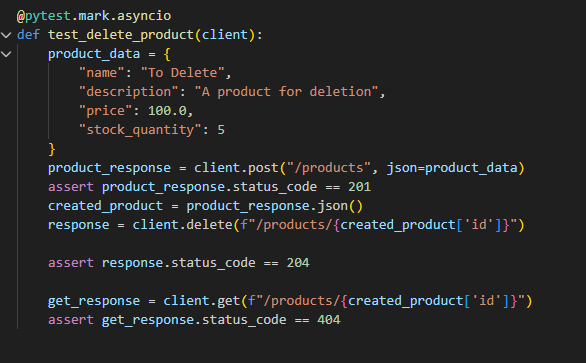 @pytest.mark.asyncio
def test_delete_product(client):
    product_data = {
        "name": "To Delete",
        "description": "A product for deletion",
        "price": 100.0,
        "stock_quantity": 5
    }
    product_response = client.post("/products", json=product_data)
    assert product_response.status_code == 201
    created_product = product_response.json()
    response = client.delete(f"/products/{created_product['id']}")

    assert response.status_code == 204

    get_response = client.get(f"/products/{created_product['id']}")
    assert get_response.status_code == 404